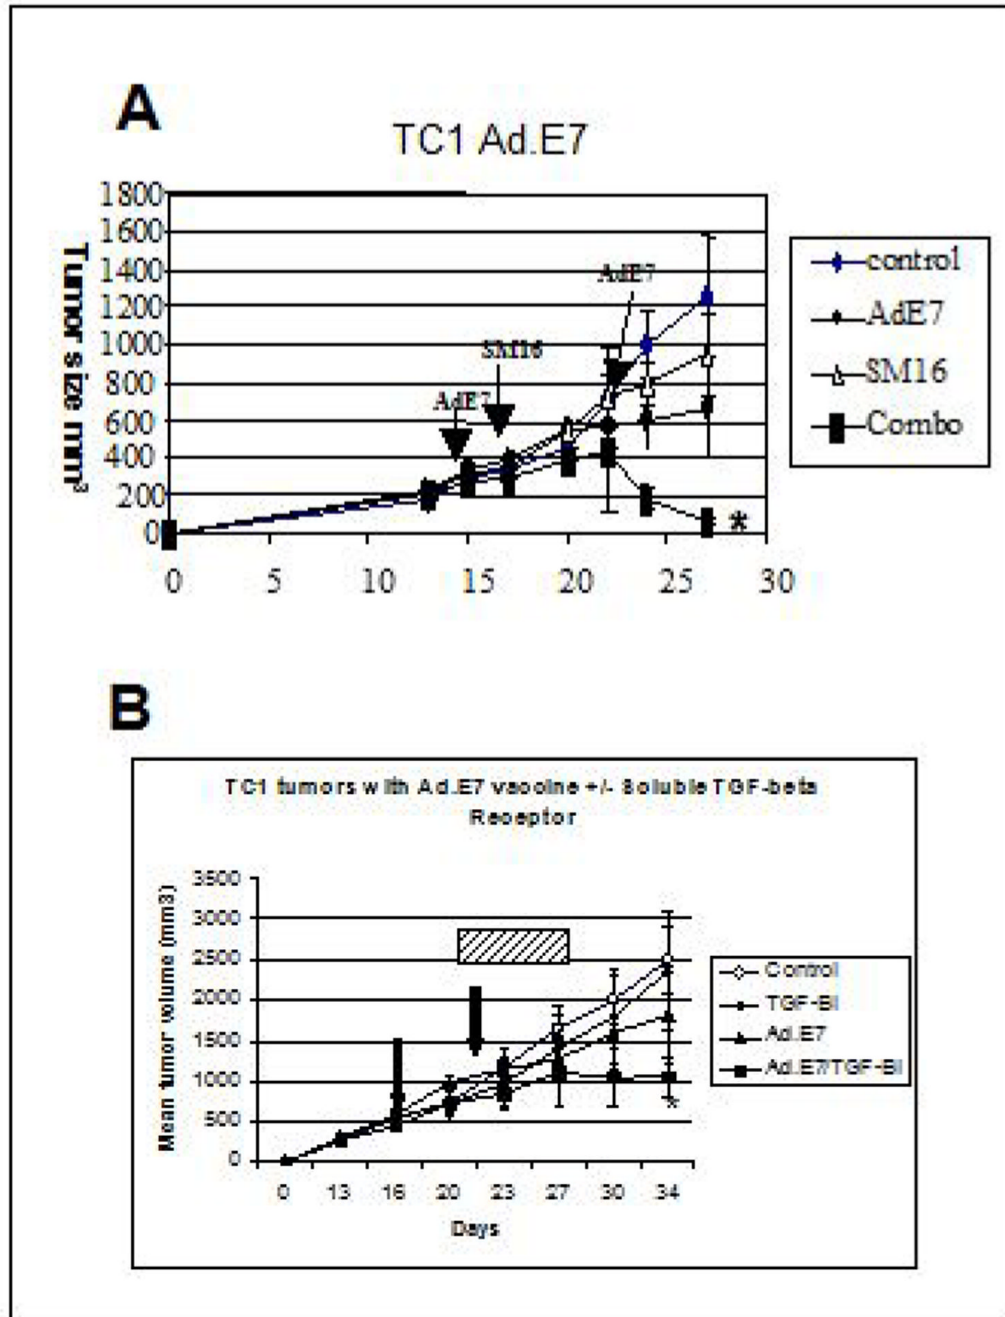 A
TC1 Ad.E7
Tumor size mm³
1800
1600
1400
1200
1000
800
600
400
200
0
AdE7
SM16
AdE7
0 5 10 15 20 25 30
control
AdE7
SM16
Combo
*
B
TC1 tumors with Ad.E7 vaccine +/- Soluble TGF-beta
Receptor
Mean tumor volume (mm3)
3500
3000
2500
2000
1500
1000
500
0
0 13 16 20 23 27 30 34
Days
Control
TGF-BI
Ad.E7
Ad.E7/TGF-BI
*